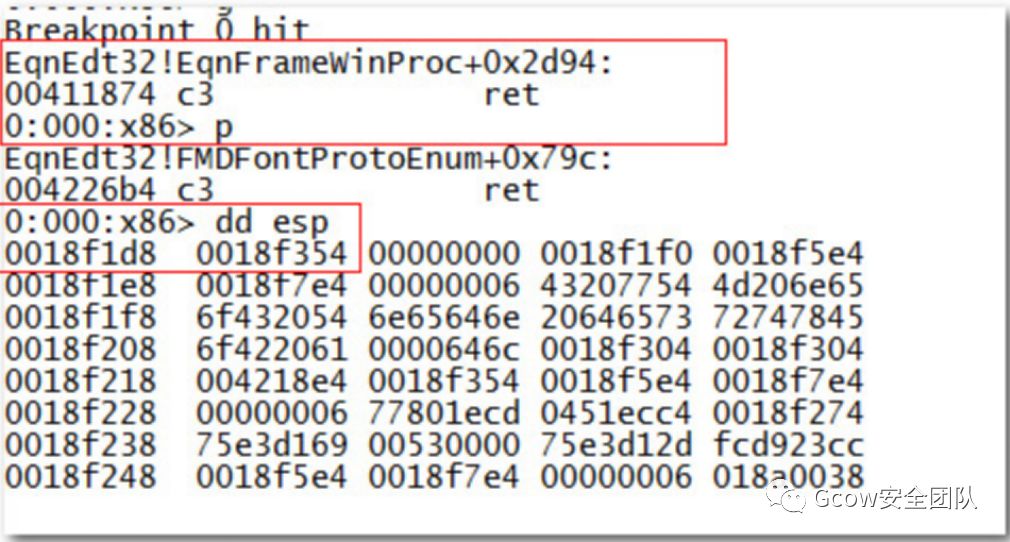 Breakpoint 0 hit
EqnEdt32!EqnFrameWinProc+0x2d94:
00411874 c3 ret
0:000:x86> p
EqnEdt32!FMDFontProtoEnum+0x79c:
004226b4 c3 ret
0:000:x86> dd esp
0018f1d8 0018f354 00000000 0018f1f0 0018f5e4
0018f1e8 0018f7e4 00000006 43207754 4d206e65
0018f1f8 6f432054 6e65646e 20646573 72747845
0018f208 6f422061 0000646c 0018f304 0018f304
0018f218 004218e4 0018f354 0018f5e4 0018f7e4
0018f228 00000006 77801ecd 0451ecc4 0018f274
0018f238 75e3d169 00530000 75e3d12d fcd923cc
0018f248 0018f5e4 0018f7e4 00000006 018a0038
Gcow安全团队